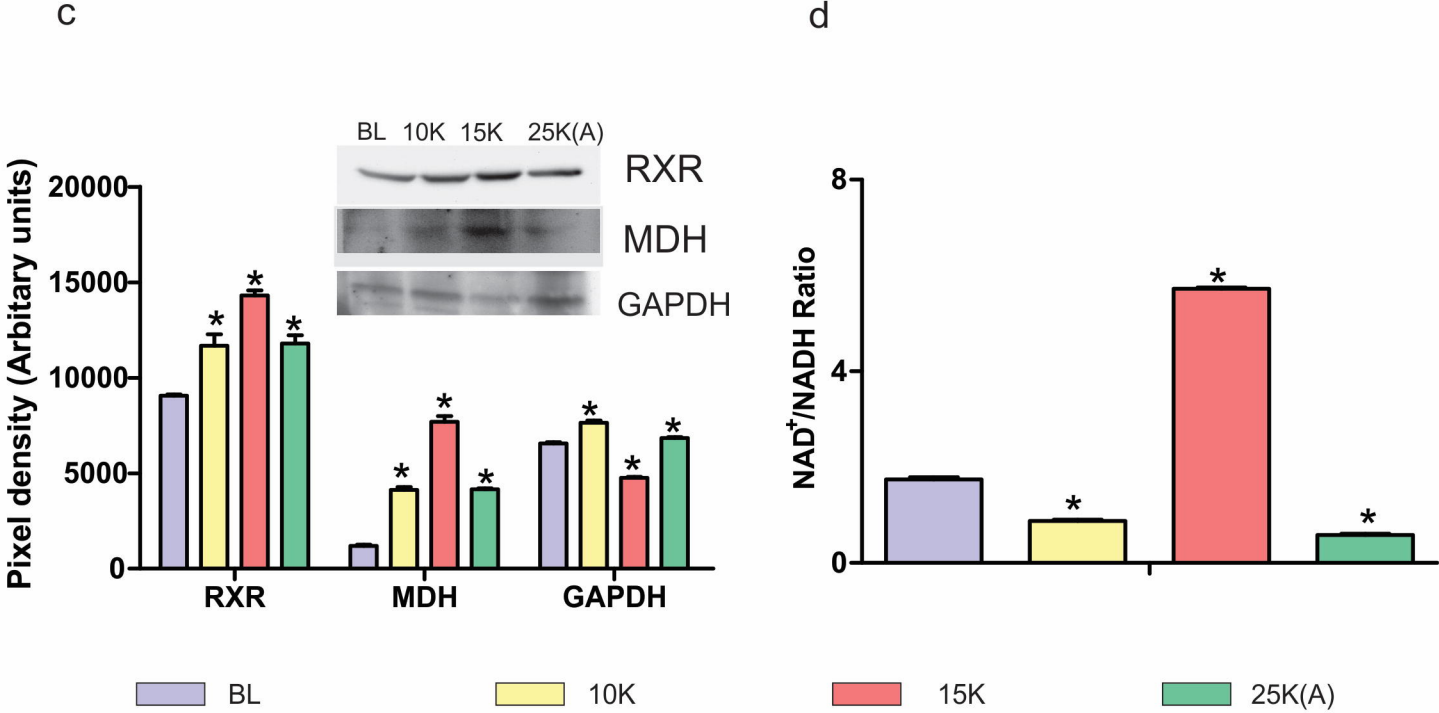 c
d
BL 10K 15K 25K(A)
RXR
MDH
GAPDH
Pixel density (Arbitary units)
20000
15000
10000
5000
0
* * *
* * *
* * *
RXR MDH GAPDH
NAD⁺/NADH Ratio
8
4
0
* * *
BL 10K 15K 25K(A)